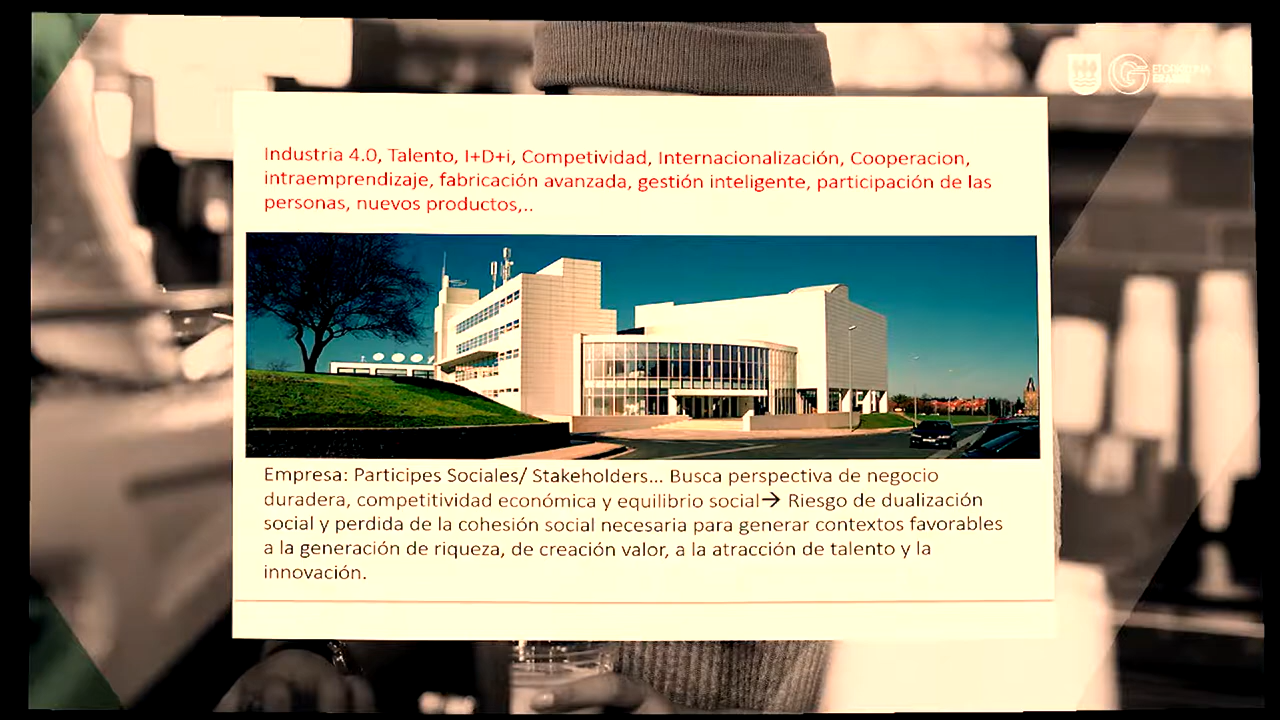 Industria 4.0, Talento, I+D+i, Competividad, Internacionalización, Cooperacion,
intraemprendizaje, fabricación avanzada, gestión inteligente, participación de las
personas, nuevos productos,..
Empresa: Participes Sociales/ Stakeholders... Busca perspectiva de negocio
duradera, competitividad económica y equilibrio social→ Riesgo de dualización
social y perdida de la cohesión social necesaria para generar contextos favorables
a la generación de riqueza, de creación valor, a la atracción de talento y la
innovación.